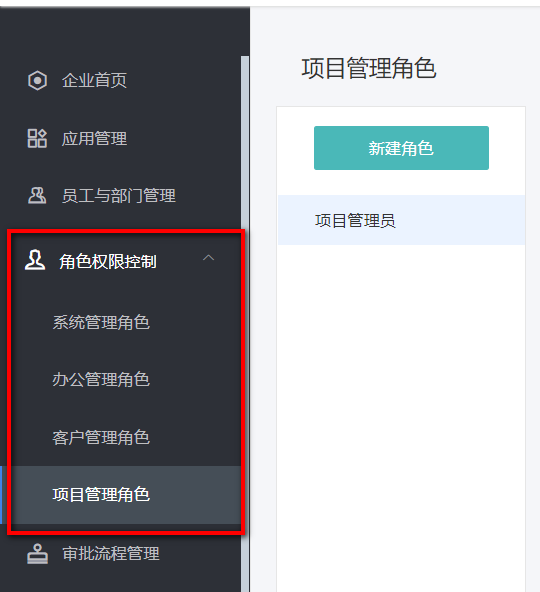 企业首页
应用管理
员工与部门管理
角色权限控制
系统管理角色
办公管理角色
客户管理角色
项目管理角色
审批流程管理
项目管理角色
新建角色
项目管理员